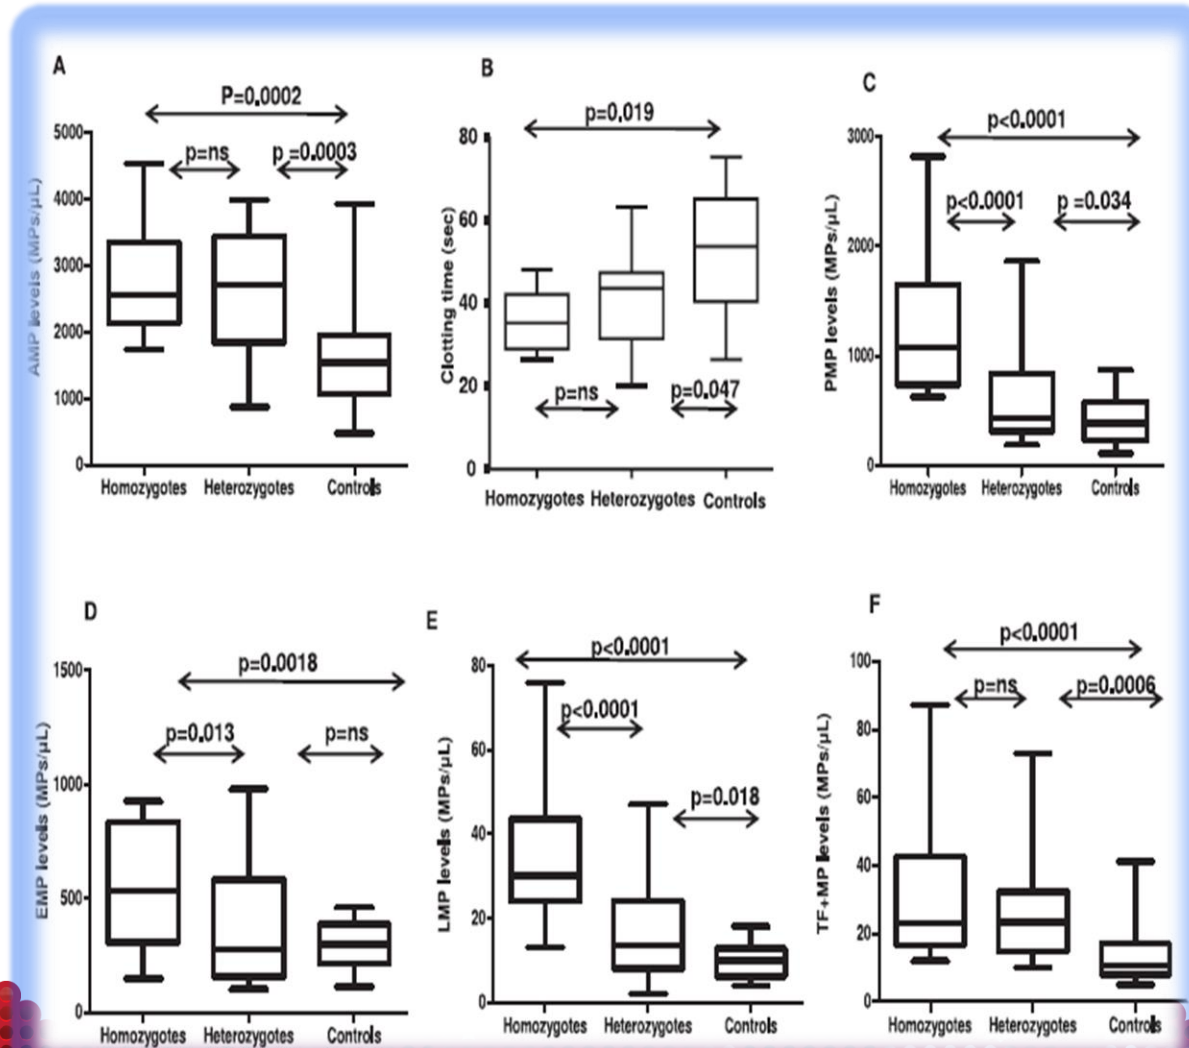 A
P=0.0002
p=ns
p =0.0003
AMP levels (MPs/µL)
5000
4000
3000
2000
1000
0
Homozygotes Heterozygotes Controls
B
p=0.019
Clotting time (sec)
80
60
40
20
0
p=ns
p=0.047
Homozygotes Heterozygotes Controls
C
p<0.0001
p<0.0001
p =0.034
PMP levels (MPs/µL)
3000
2000
1000
0
Homozygotes Heterozygotes Controls
D
p=0.0018
p=0.013
p=ns
EMP levels (MPs/µL)
1500
1000
500
0
Homozygotes Heterozygotes Controls
E
p<0.0001
p<0.0001
p=0.018
LMP levels (MPs/µL)
80
60
40
20
0
Homozygotes Heterozygotes Controls
F
p<0.0001
p=ns
p=0.0006
TF+MP levels (MPs/µL)
100
80
60
40
20
0
Homozygotes Heterozygotes Controls